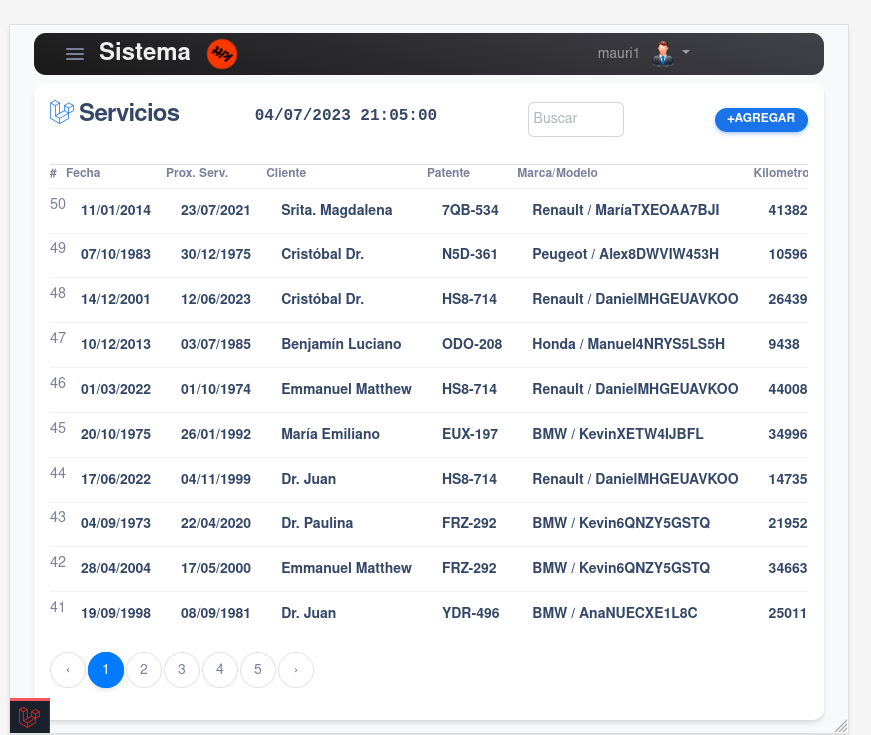 Sistema mauri1
Servicios 04/07/2023 21:05:00 Buscar +AGREGAR
# Fecha Prox. Serv. Cliente Patente Marca/Modelo Kilometro
50 11/01/2014 23/07/2021 Srita. Magdalena 7QB-534 Renault / MaríaTXEOAA7BJI 41382
49 07/10/1983 30/12/1975 Cristóbal Dr. N5D-361 Peugeot / Alex8DWVIW453H 10596
48 14/12/2001 12/06/2023 Cristóbal Dr. HS8-714 Renault / DanielMHGEUAVKOO 26439
47 10/12/2013 03/07/1985 Benjamín Luciano ODO-208 Honda / Manuel4NRYS5LS5H 9438
46 01/03/2022 01/10/1974 Emmanuel Matthew HS8-714 Renault / DanielMHGEUAVKOO 44008
45 20/10/1975 26/01/1992 María Emiliano EUX-197 BMW / KevinXETW4IJBFL 34996
44 17/06/2022 04/11/1999 Dr. Juan HS8-714 Renault / DanielMHGEUAVKOO 14735
43 04/09/1973 22/04/2020 Dr. Paulina FRZ-292 BMW / Kevin6QNZY5GSTQ 21952
42 28/04/2004 17/05/2000 Emmanuel Matthew FRZ-292 BMW / Kevin6QNZY5GSTQ 34663
41 19/09/1998 08/09/1981 Dr. Juan YDR-496 BMW / AnaNUECXE1L8C 25011
‹ 1 2 3 4 5 ›